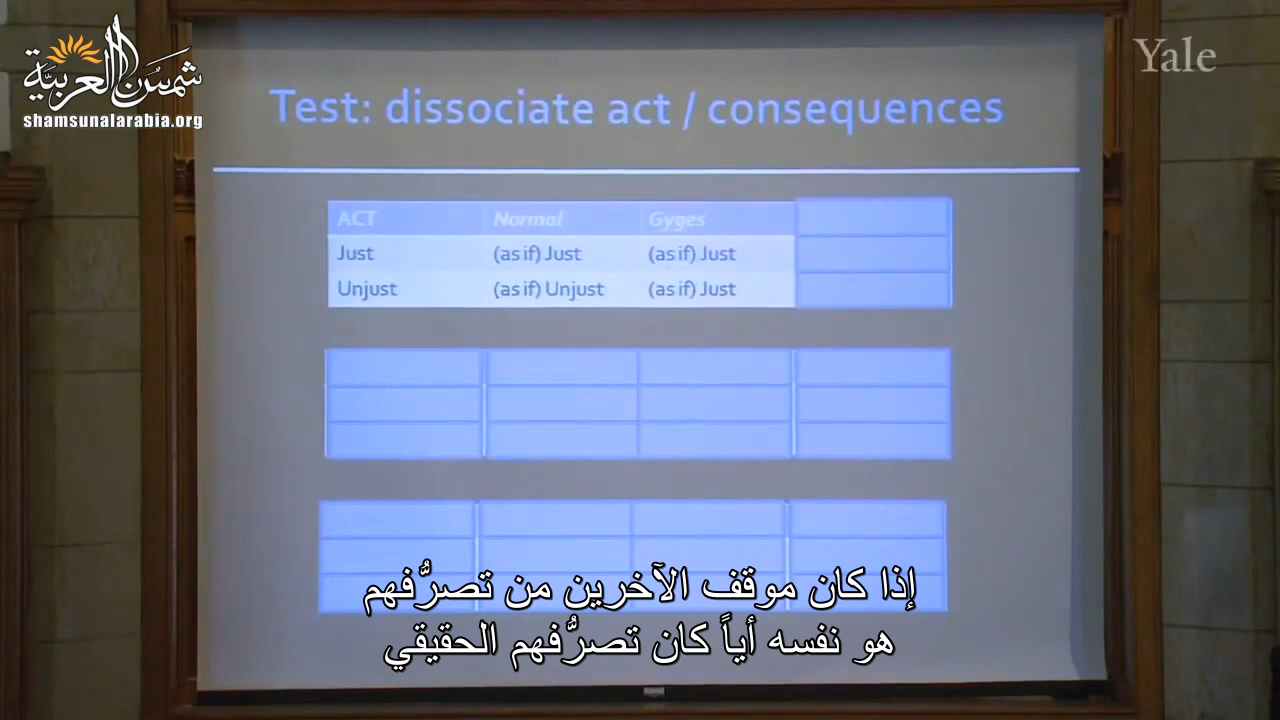 شمس العربية
shamsunalarabia.org
Yale
Test: dissociate act / consequences
ACT Normal Gyges
Just (as if) Just (as if) Just
Unjust (as if) Unjust (as if) Just
إذا كان موقف الآخرين من تصرُّفهم
هو نفسه أياً كان تصرُّفهم الحقيقي